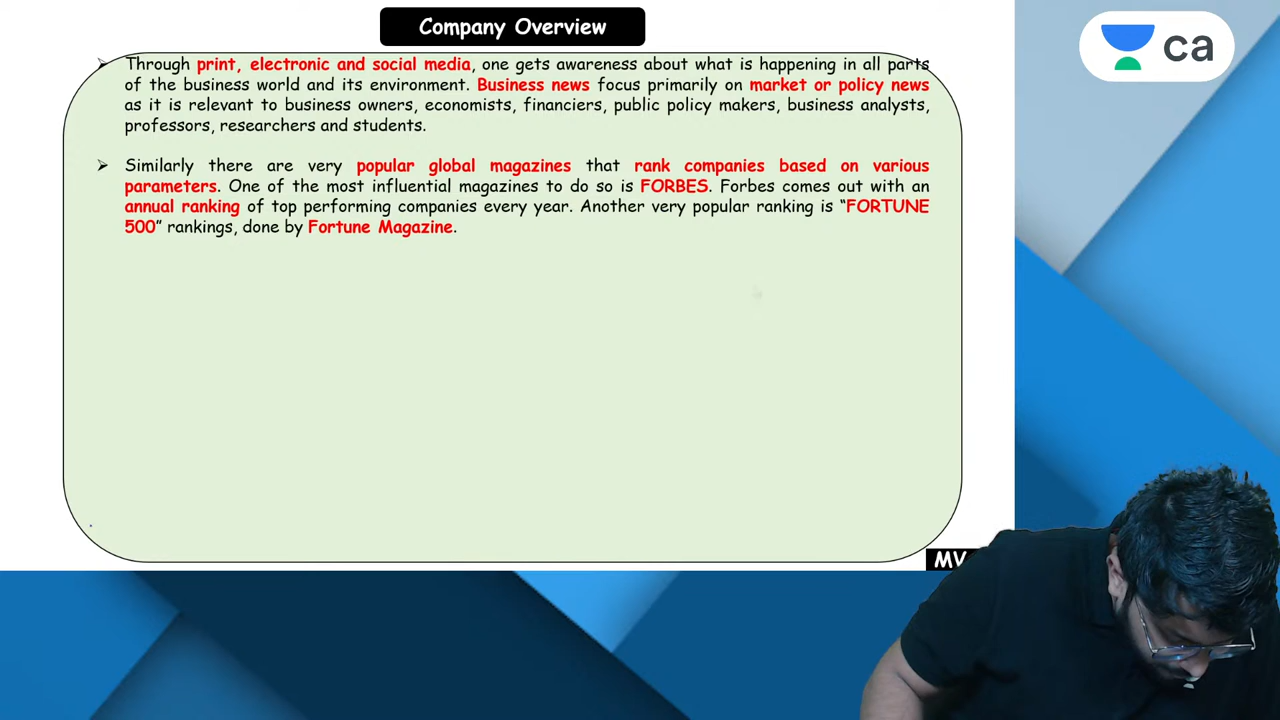 Company Overview
ca
➢ Through print, electronic and social media, one gets awareness about what is happening in all parts
of the business world and its environment. Business news focus primarily on market or policy news
as it is relevant to business owners, economists, financiers, public policy makers, business analysts,
professors, researchers and students.
➢ Similarly there are very popular global magazines that rank companies based on various
parameters. One of the most influential magazines to do so is FORBES. Forbes comes out with an
annual ranking of top performing companies every year. Another very popular ranking is “FORTUNE
500” rankings, done by Fortune Magazine.
MV